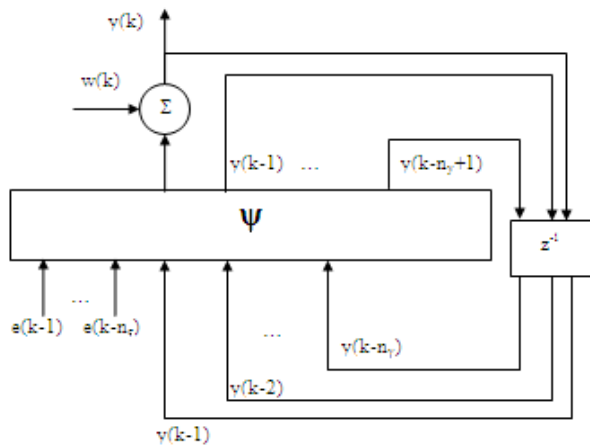 y(k)
w(k)
Σ
y(k-1) ... y(k-nᵧ+1)
Ψ
z⁻¹
... 
e(k-1) e(k-nₑ)
...
y(k-nᵧ)
y(k-2)
y(k-1)